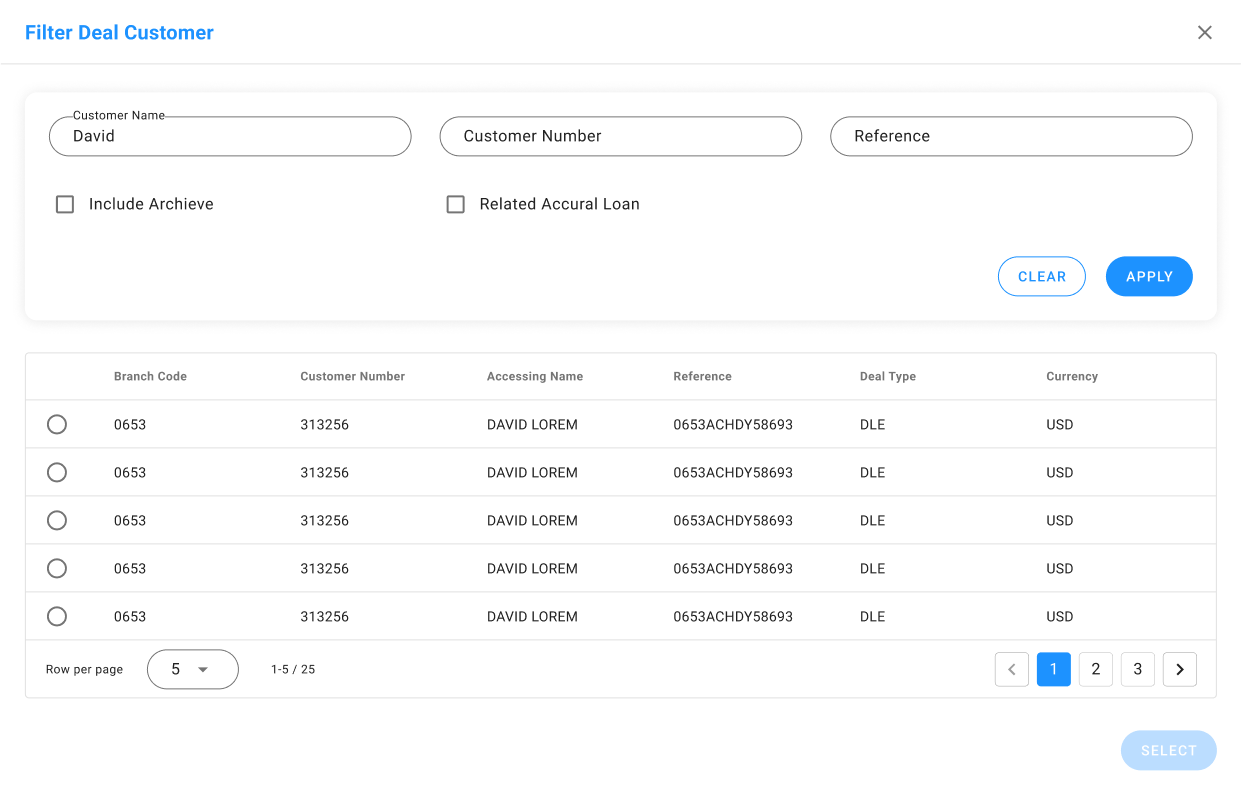 Filter Deal Customer
Customer Name
David
Customer Number
Reference
Include Archieve
Related Accural Loan
CLEAR
APPLY
Branch Code Customer Number Accessing Name Reference Deal Type Currency
0653 313256 DAVID LOREM 0653ACHDY58693 DLE USD
0653 313256 DAVID LOREM 0653ACHDY58693 DLE USD
0653 313256 DAVID LOREM 0653ACHDY58693 DLE USD
0653 313256 DAVID LOREM 0653ACHDY58693 DLE USD
0653 313256 DAVID LOREM 0653ACHDY58693 DLE USD
Row per page 5 1-5 / 25 1 2 3
SELECT